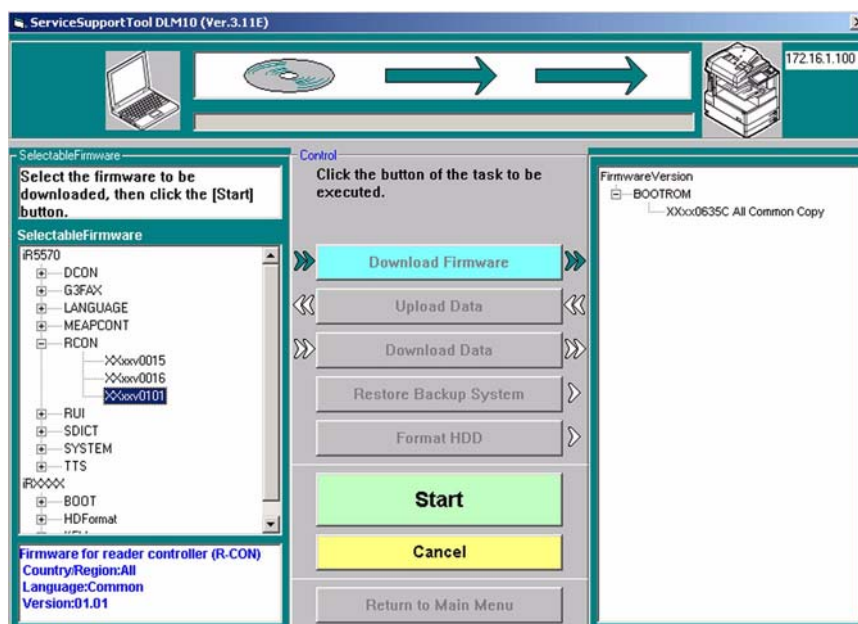 ServiceSupportTool DLM10 (Ver.3.11E)
172.16.1.100
SelectableFirmware
Select the firmware to be
downloaded, then click the [Start]
button.
SelectableFirmware
iR5570
DCON
G3FAX
LANGUAGE
MEAPCONT
RCON
XXxxv0015
XXxxv0016
XXxxv0101
RUI
SDICT
SYSTEM
TTS
iRXXXX
BOOT
HDFormat
Firmware for reader controller (R-CON)
Country/Region:All
Language:Common
Version:01.01
Control
Click the button of the task to be
executed.
Download Firmware
Upload Data
Download Data
Restore Backup System
Format HDD
Start
Cancel
Return to Main Menu
FirmwareVersion
BOOTROM
XXxx0635C All Common Copy